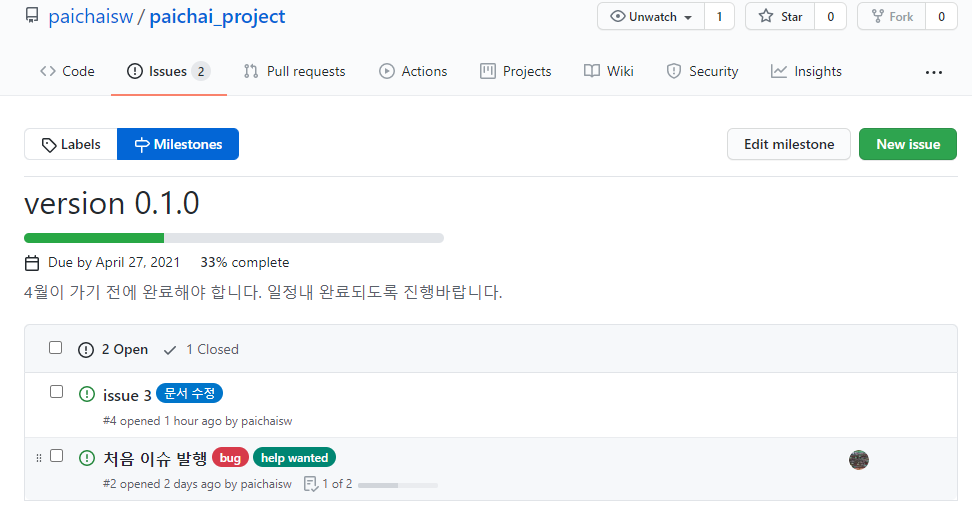 paichaisw / paichai_project Unwatch 1 Star 0 Fork 0
Code Issues 2 Pull requests Actions Projects Wiki Security Insights ...
Labels Milestones Edit milestone New issue
version 0.1.0
Due by April 27, 2021 33% complete
4월이 가기 전에 완료해야 합니다. 일정내 완료되도록 진행바랍니다.
2 Open 1 Closed
issue 3 문서 수정
#4 opened 1 hour ago by paichaisw
처음 이슈 발행 bug help wanted
#2 opened 2 days ago by paichaisw 1 of 2